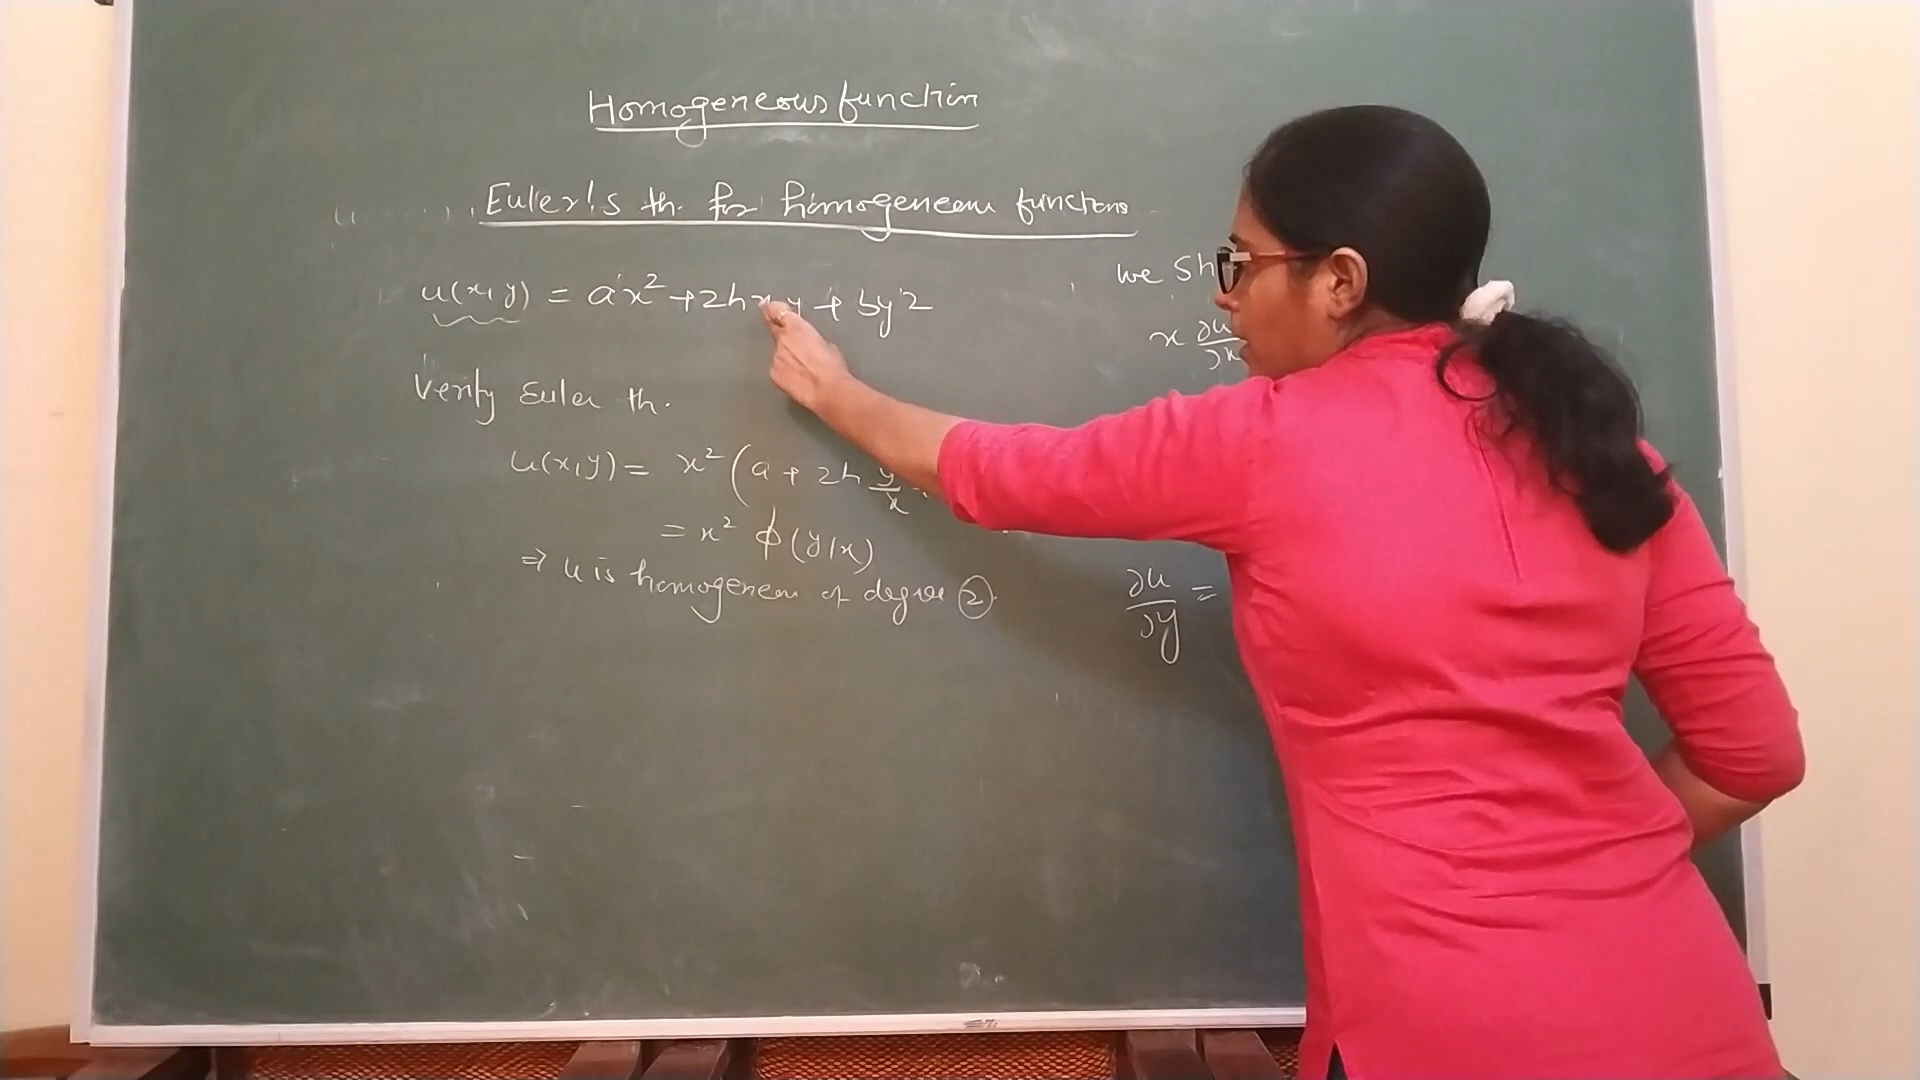 Homogeneous function
Euler's th. for homogeneous functions
u(x,y) = ax² + 2hxy + by2
Verify Euler th.
u(x,y) = x² (a + 2h y/x
= x² ϕ(y/x)
⇒ u is homogeneous of degree 2.
we Sh
x ∂u/∂x
∂u/∂y =